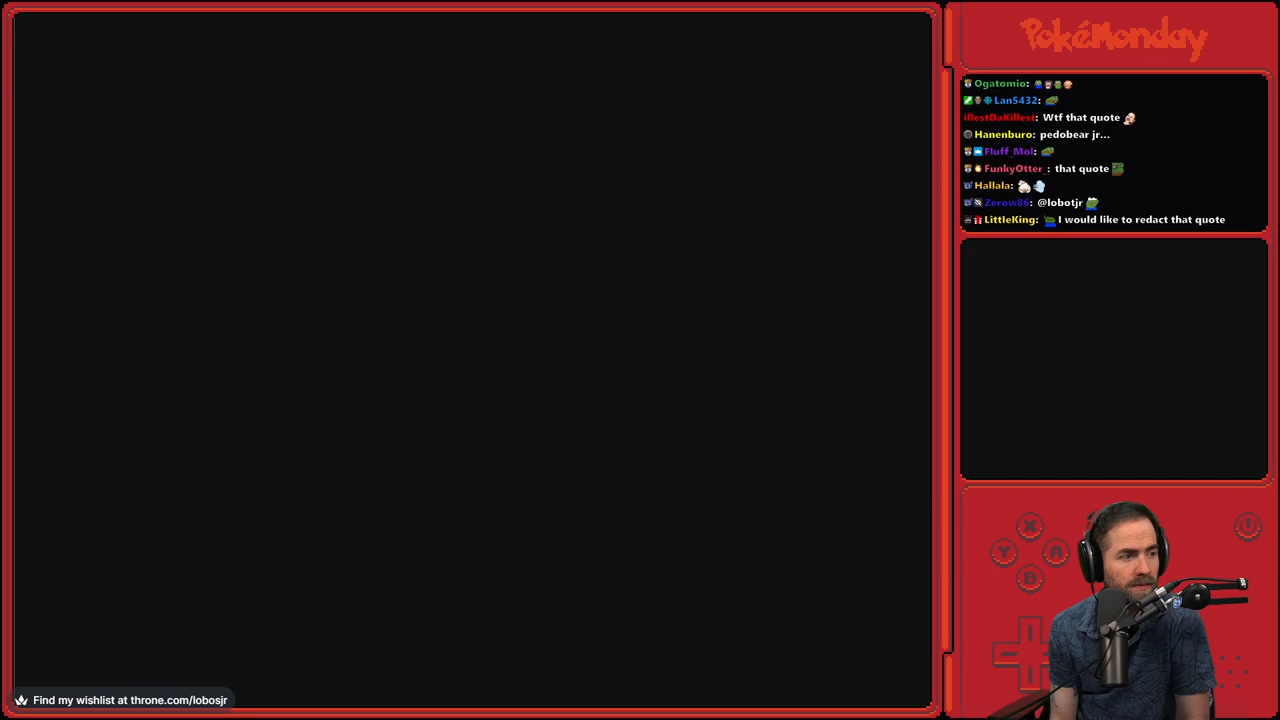 PokéMonday
Ogatomio:
Lan5432:
illestDaKillest: Wtf that quote
Hanenburo: pedobear jr...
Fluff_Mol:
FunkyOtter_: that quote
Hallala:
Zerow86: @lobotjr
LittleKing: I would like to redact that quote
X
Y A
B
Find my wishlist at throne.com/lobosjr